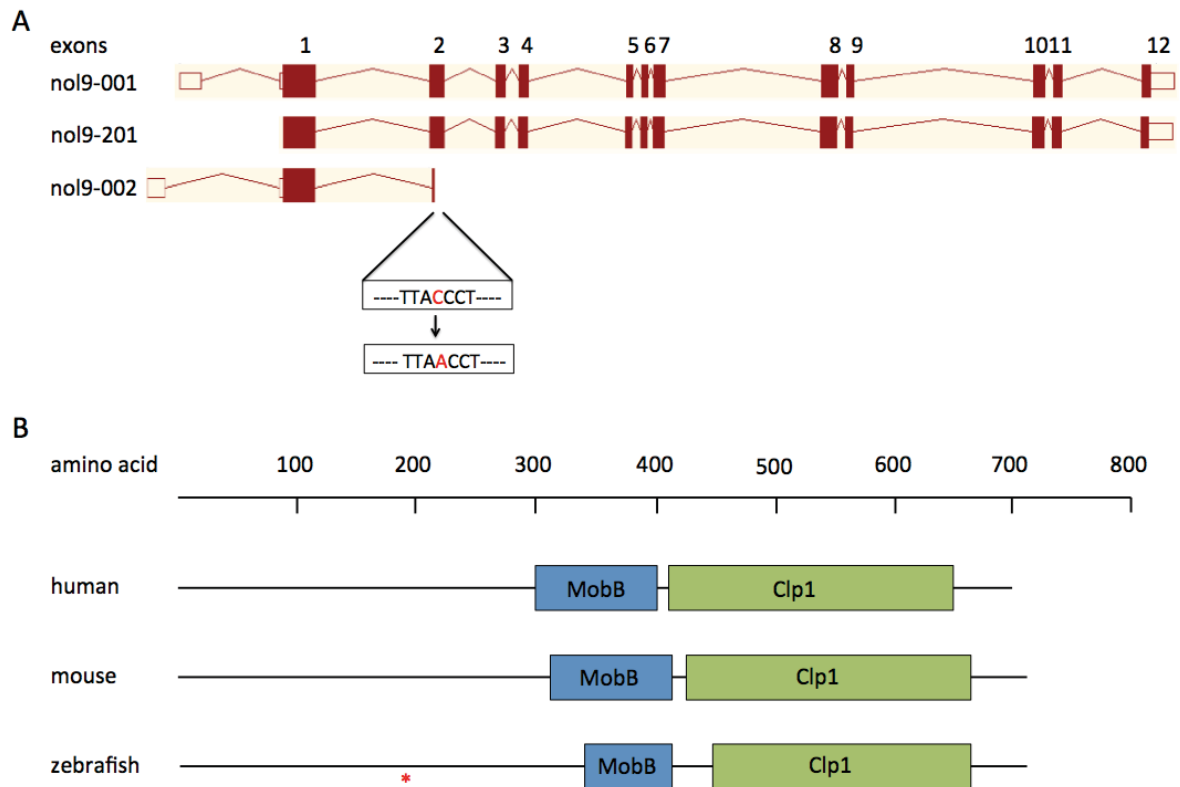 A
exons 1 2 3 4 5 6 7 8 9 10 11 12
nol9-001
nol9-201
nol9-002
----TTACCCT----
---- TTAACCT----
B
amino acid 100 200 300 400 500 600 700 800
human MobB Clp1
mouse MobB Clp1
zebrafish MobB Clp1
*